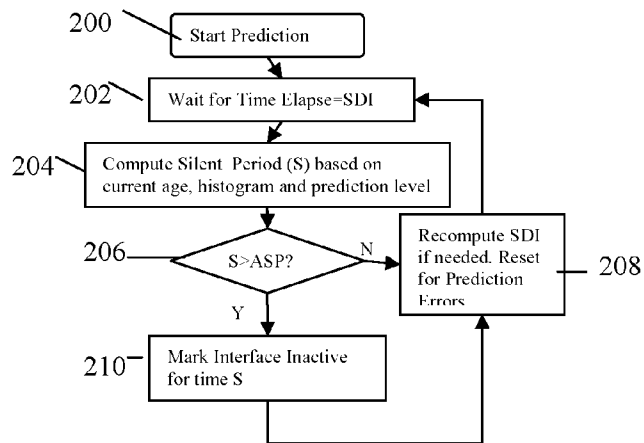 200
Start Prediction
202
Wait for Time Elapse=SDI
204
Compute Silent Period (S) based on
current age, histogram and prediction level
206
S>ASP?
N
Y
Recompute SDI
if needed. Reset
for Prediction
Errors
208
210
Mark Interface Inactive
for time S